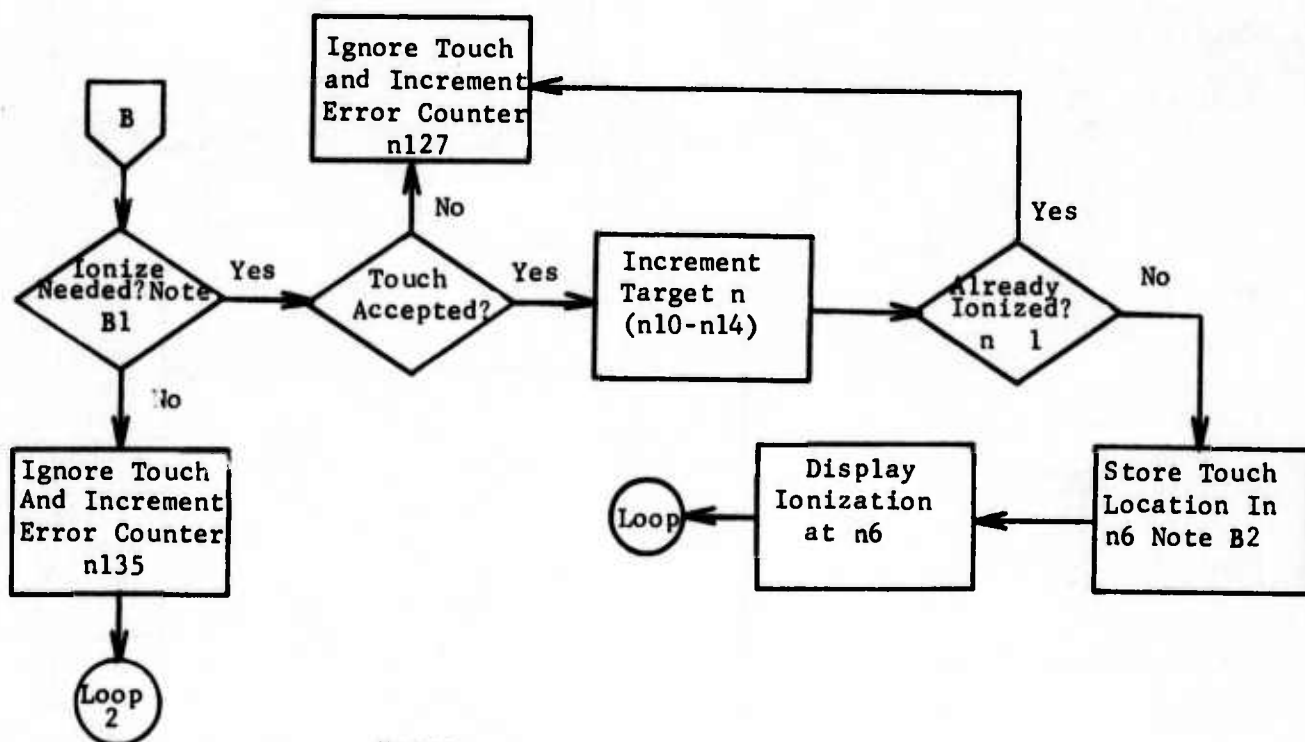 B
Ionize
Needed? Note
B1
Yes
No
Ignore Touch
And Increment
Error Counter
n135
Loop
2
Touch
Accepted?
No
Ignore Touch
and Increment
Error Counter
n127
Yes
Increment
Target n
(n10-n14)
Already
Ionized?
n 1
Yes
No
Store Touch
Location In
n6 Note B2
Display
Ionization
at n6
Loop